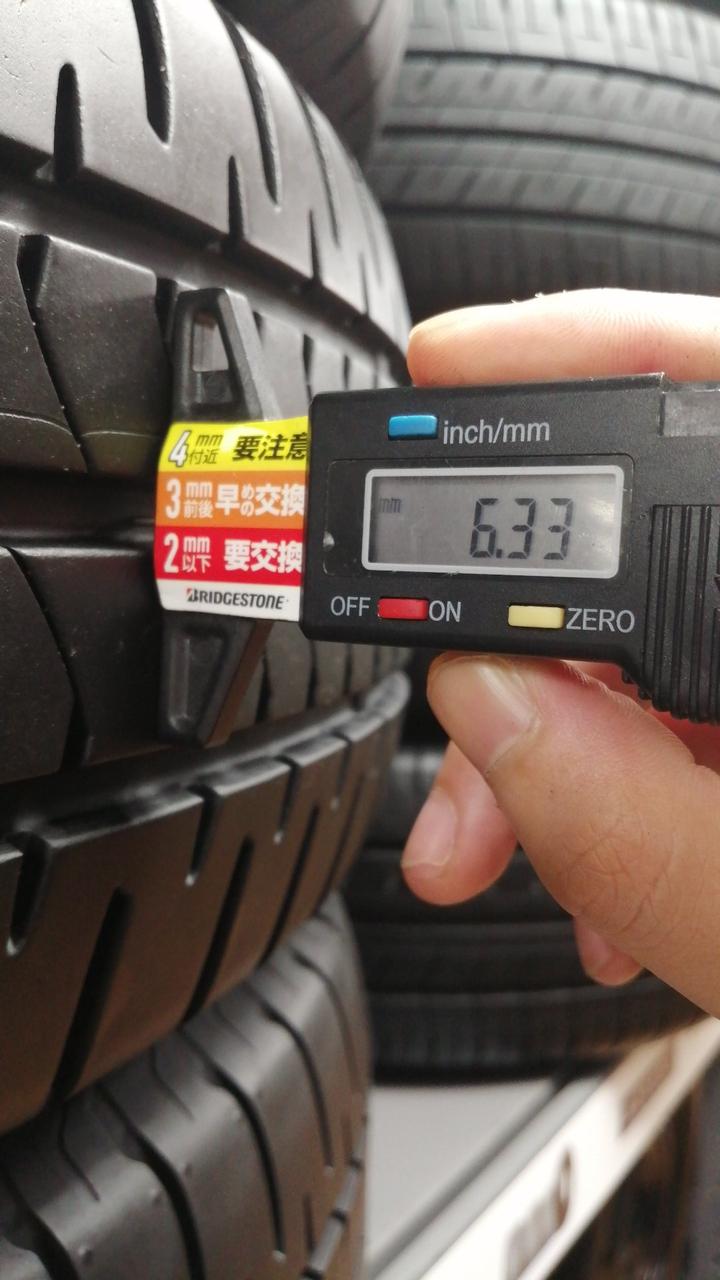 inch/mm
mm 6.33
OFF ON ZERO
4mm付近 要注意
3mm前後 早めの交換
2mm以下 要交換
BRIDGESTONE